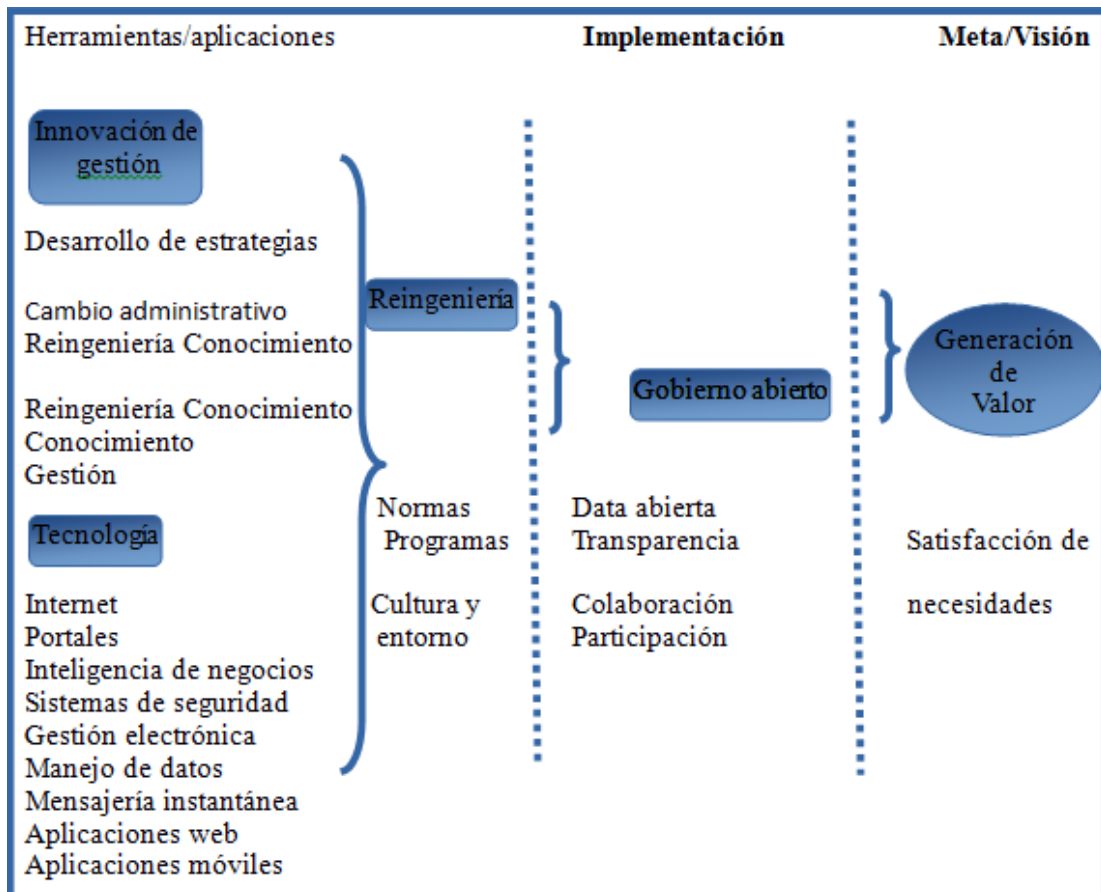 Herramientas/aplicaciones
Implementación
Meta/Visión
Innovación de
gestión
Desarrollo de estrategias
Cambio administrativo
Reingeniería Conocimiento
Reingeniería Conocimiento
Conocimiento
Gestión
Tecnología
Internet
Portales
Inteligencia de negocios
Sistemas de seguridad
Gestión electrónica
Manejo de datos
Mensajería instantánea
Aplicaciones web
Aplicaciones móviles
Reingeniería
Normas
Programas
Cultura y
entorno
Gobierno abierto
Data abierta
Transparencia
Colaboración
Participación
Generación
de
Valor
Satisfacción de
necesidades